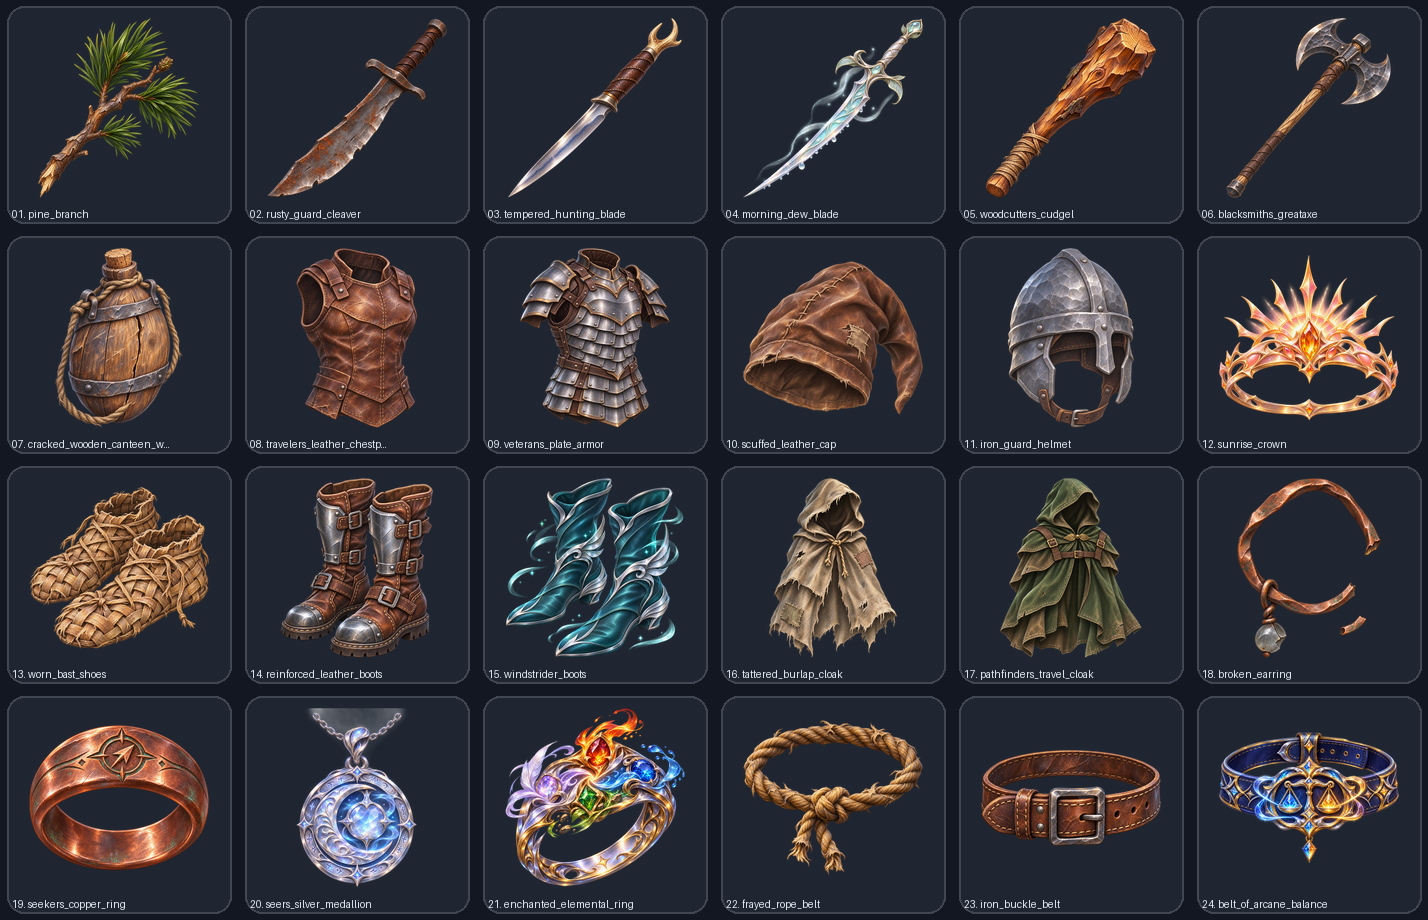 01. pine_branch
02. rusty_guard_cleaver
03. tempered_hunting_blade
04. morning_dew_blade
05. woodcutters_cudgel
06. blacksmiths_greataxe
07. cracked_wooden_canteen_w...
08. travelers_leather_chestp...
09. veterans_plate_armor
10. scuffed_leather_cap
11. iron_guard_helmet
12. sunrise_crown
13. worn_bast_shoes
14. reinforced_leather_boots
15. windstrider_boots
16. tattered_burlap_cloak
17. pathfinders_travel_cloak
18. broken_earring
19. seekers_copper_ring
20. seers_silver_medallion
21. enchanted_elemental_ring
22. frayed_rope_belt
23. iron_buckle_belt
24. belt_of_arcane_balance